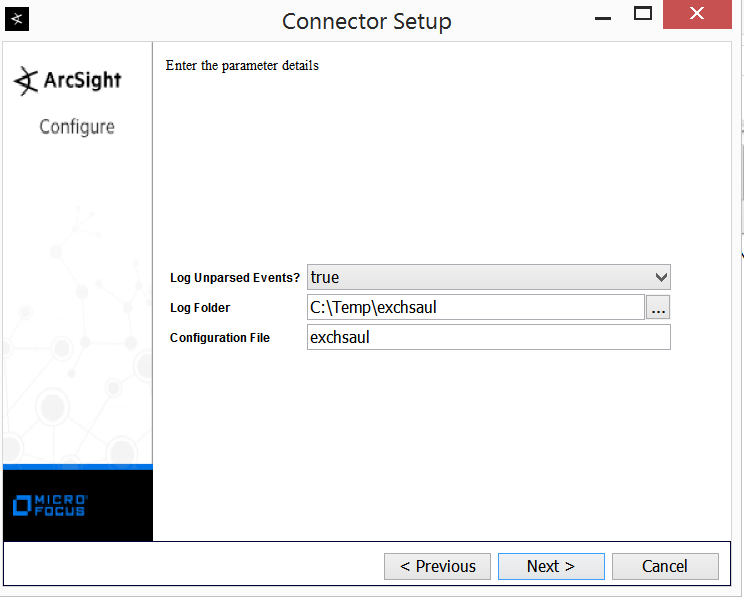 Connector Setup
ArcSight
Configure
Enter the parameter details
Log Unparsed Events? true
Log Folder C:\Temp\exchsaul ...
Configuration File exchsaul
MICRO
FOCUS
< Previous Next > Cancel